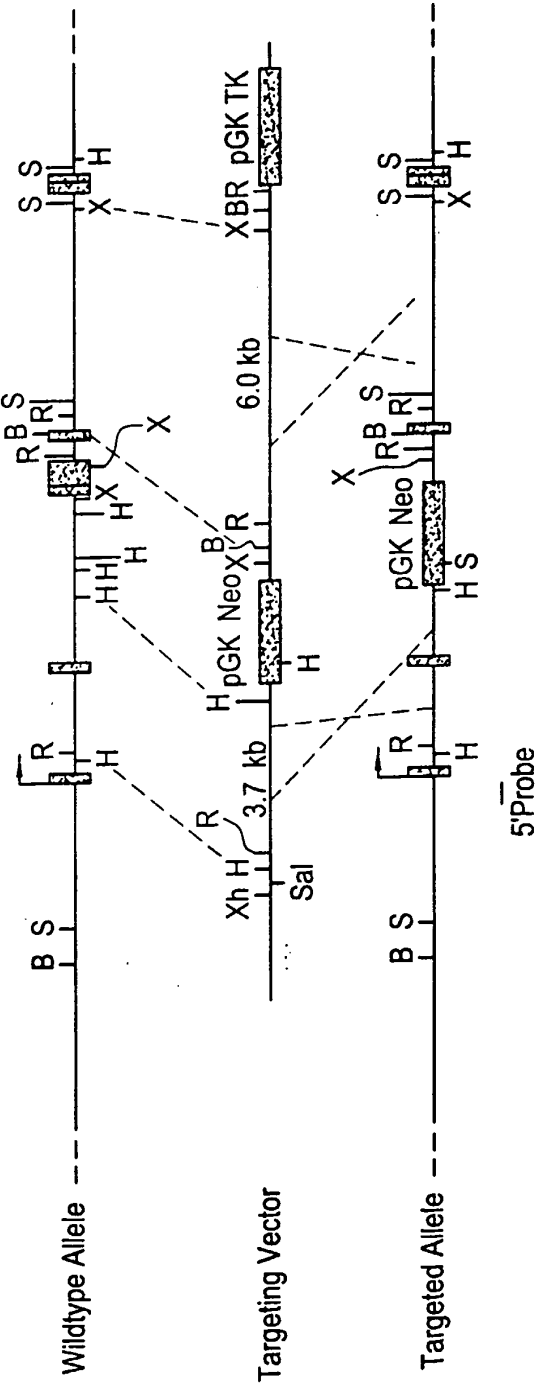 Wildtype Allele
B S R H H H H H X X R B R S S X S H
Targeting Vector
Xh H R Sal 3.7 kb H H pGK Neo X B R 6.0 kb X B R pGK TK
Targeted Allele
B S R H H S pGK Neo X R B R S S X S H
5'Probe